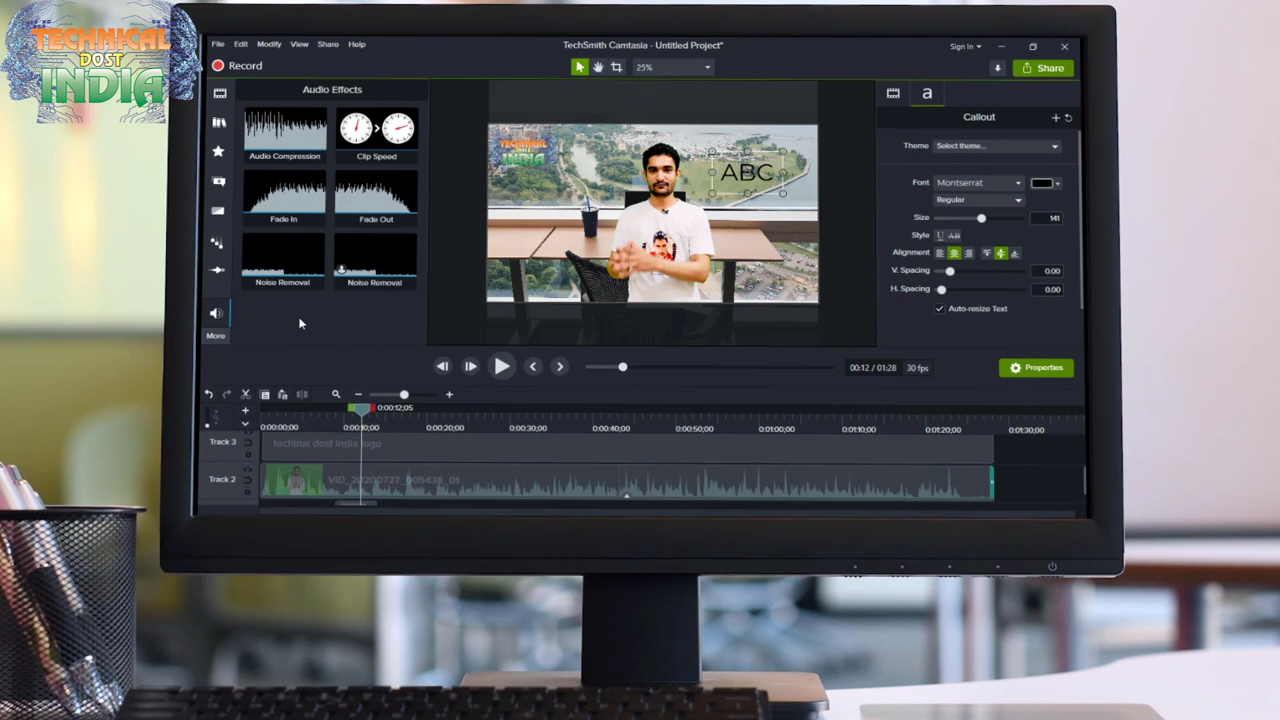 TECHNICAL
DOST
INDIA
File Edit Modify View Share Help
TechSmith Camtasia - Untitled Project*
Sign In
Record
25%
Share
Audio Effects
a
Audio Compression
Clip Speed
Callout
Theme
Select theme...
TECHNICAL
DOST
INDIA
ABC
Font
Montserrat
Regular
Fade In
Fade Out
Size
141
Style
Alignment
V. Spacing
0.00
Noise Removal
Noise Removal
H. Spacing
0.00
Auto-resize Text
More
00:12 / 01:28
30 fps
Properties
0:00:12;05
0:00:00;00
0:00:10;00
0:00:20;00
0:00:30;00
0:00:40;00
0:00:50;00
0:01:00;00
0:01:10;00
0:01:20;00
0:01:30;00
Track 3
techinal dost india logo
Track 2
VID_20200727_005438_01